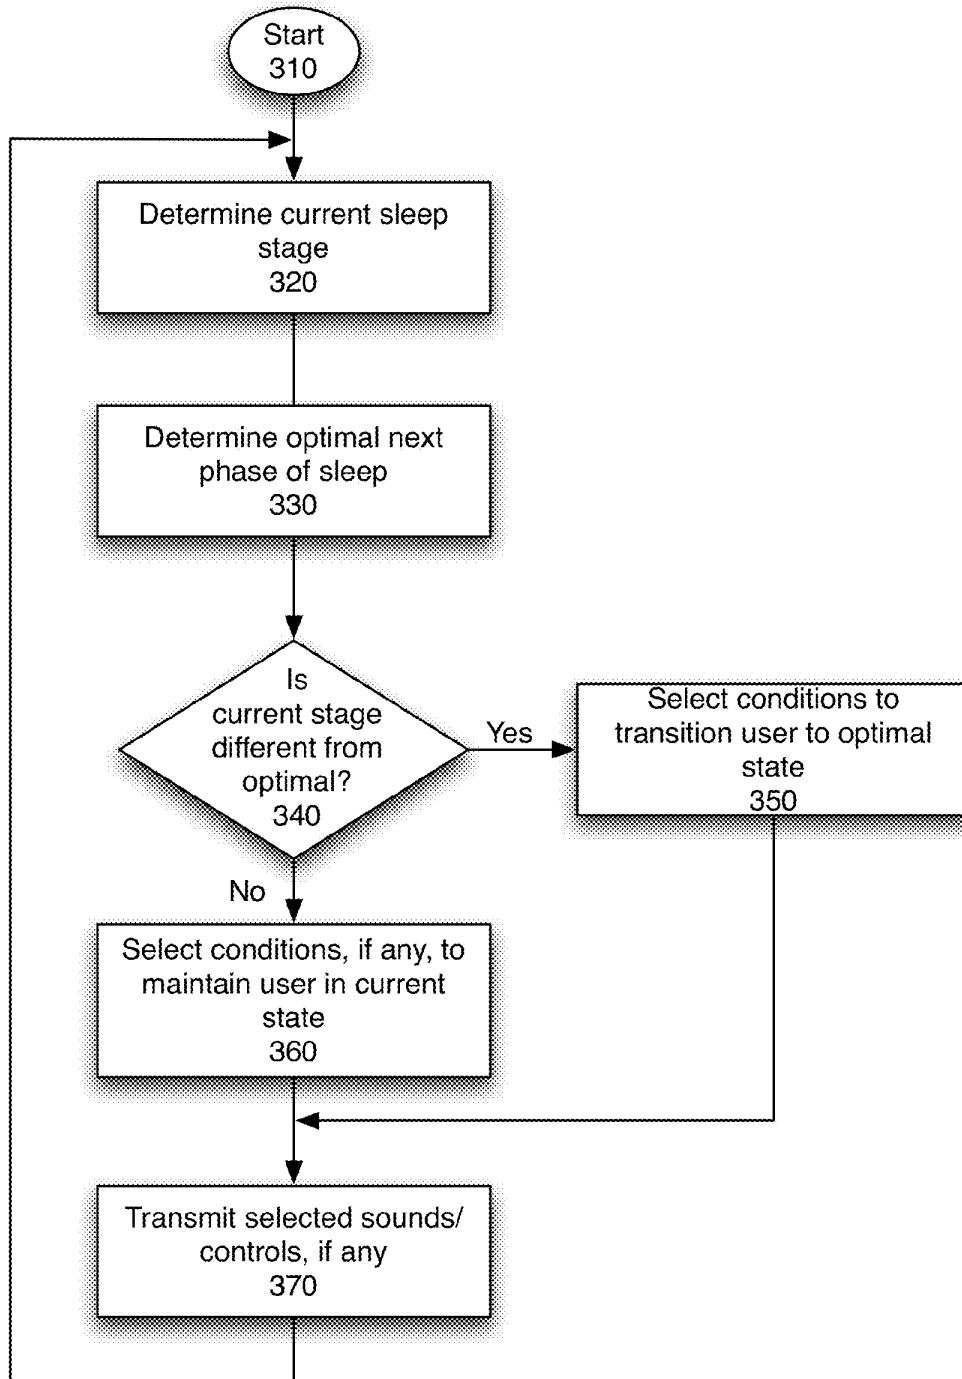 Start
310
Determine current sleep
stage
320
Determine optimal next
phase of sleep
330
Is
current stage
different from
optimal?
340
Yes
Select conditions to
transition user to optimal
state
350
No
Select conditions, if any, to
maintain user in current
state
360
Transmit selected sounds/
controls, if any
370